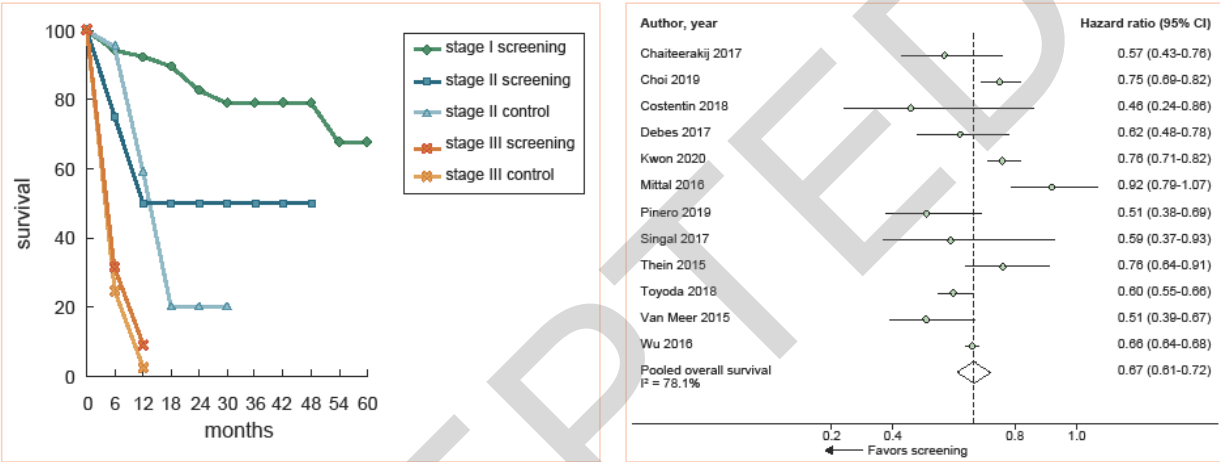 100
80
60
40
20
0
survival
0 6 12 18 24 30 36 42 48 54 60
months
stage I screening
stage II screening
stage II control
stage III screening
stage III control
Author, year Hazard ratio (95% CI)
Chaiteerakij 2017 0.57 (0.43-0.76)
Choi 2019 0.75 (0.69-0.82)
Costentin 2018 0.46 (0.24-0.86)
Debes 2017 0.62 (0.48-0.78)
Kwon 2020 0.76 (0.71-0.82)
Mittal 2016 0.92 (0.79-1.07)
Pinero 2019 0.51 (0.38-0.69)
Singal 2017 0.59 (0.37-0.93)
Thein 2015 0.76 (0.64-0.91)
Toyoda 2018 0.60 (0.55-0.66)
Van Meer 2015 0.51 (0.39-0.67)
Wu 2016 0.66 (0.64-0.68)
Pooled overall survival 0.67 (0.61-0.72)
I² = 78.1%
0.2 0.4 0.8 1.0
Favors screening
PTED